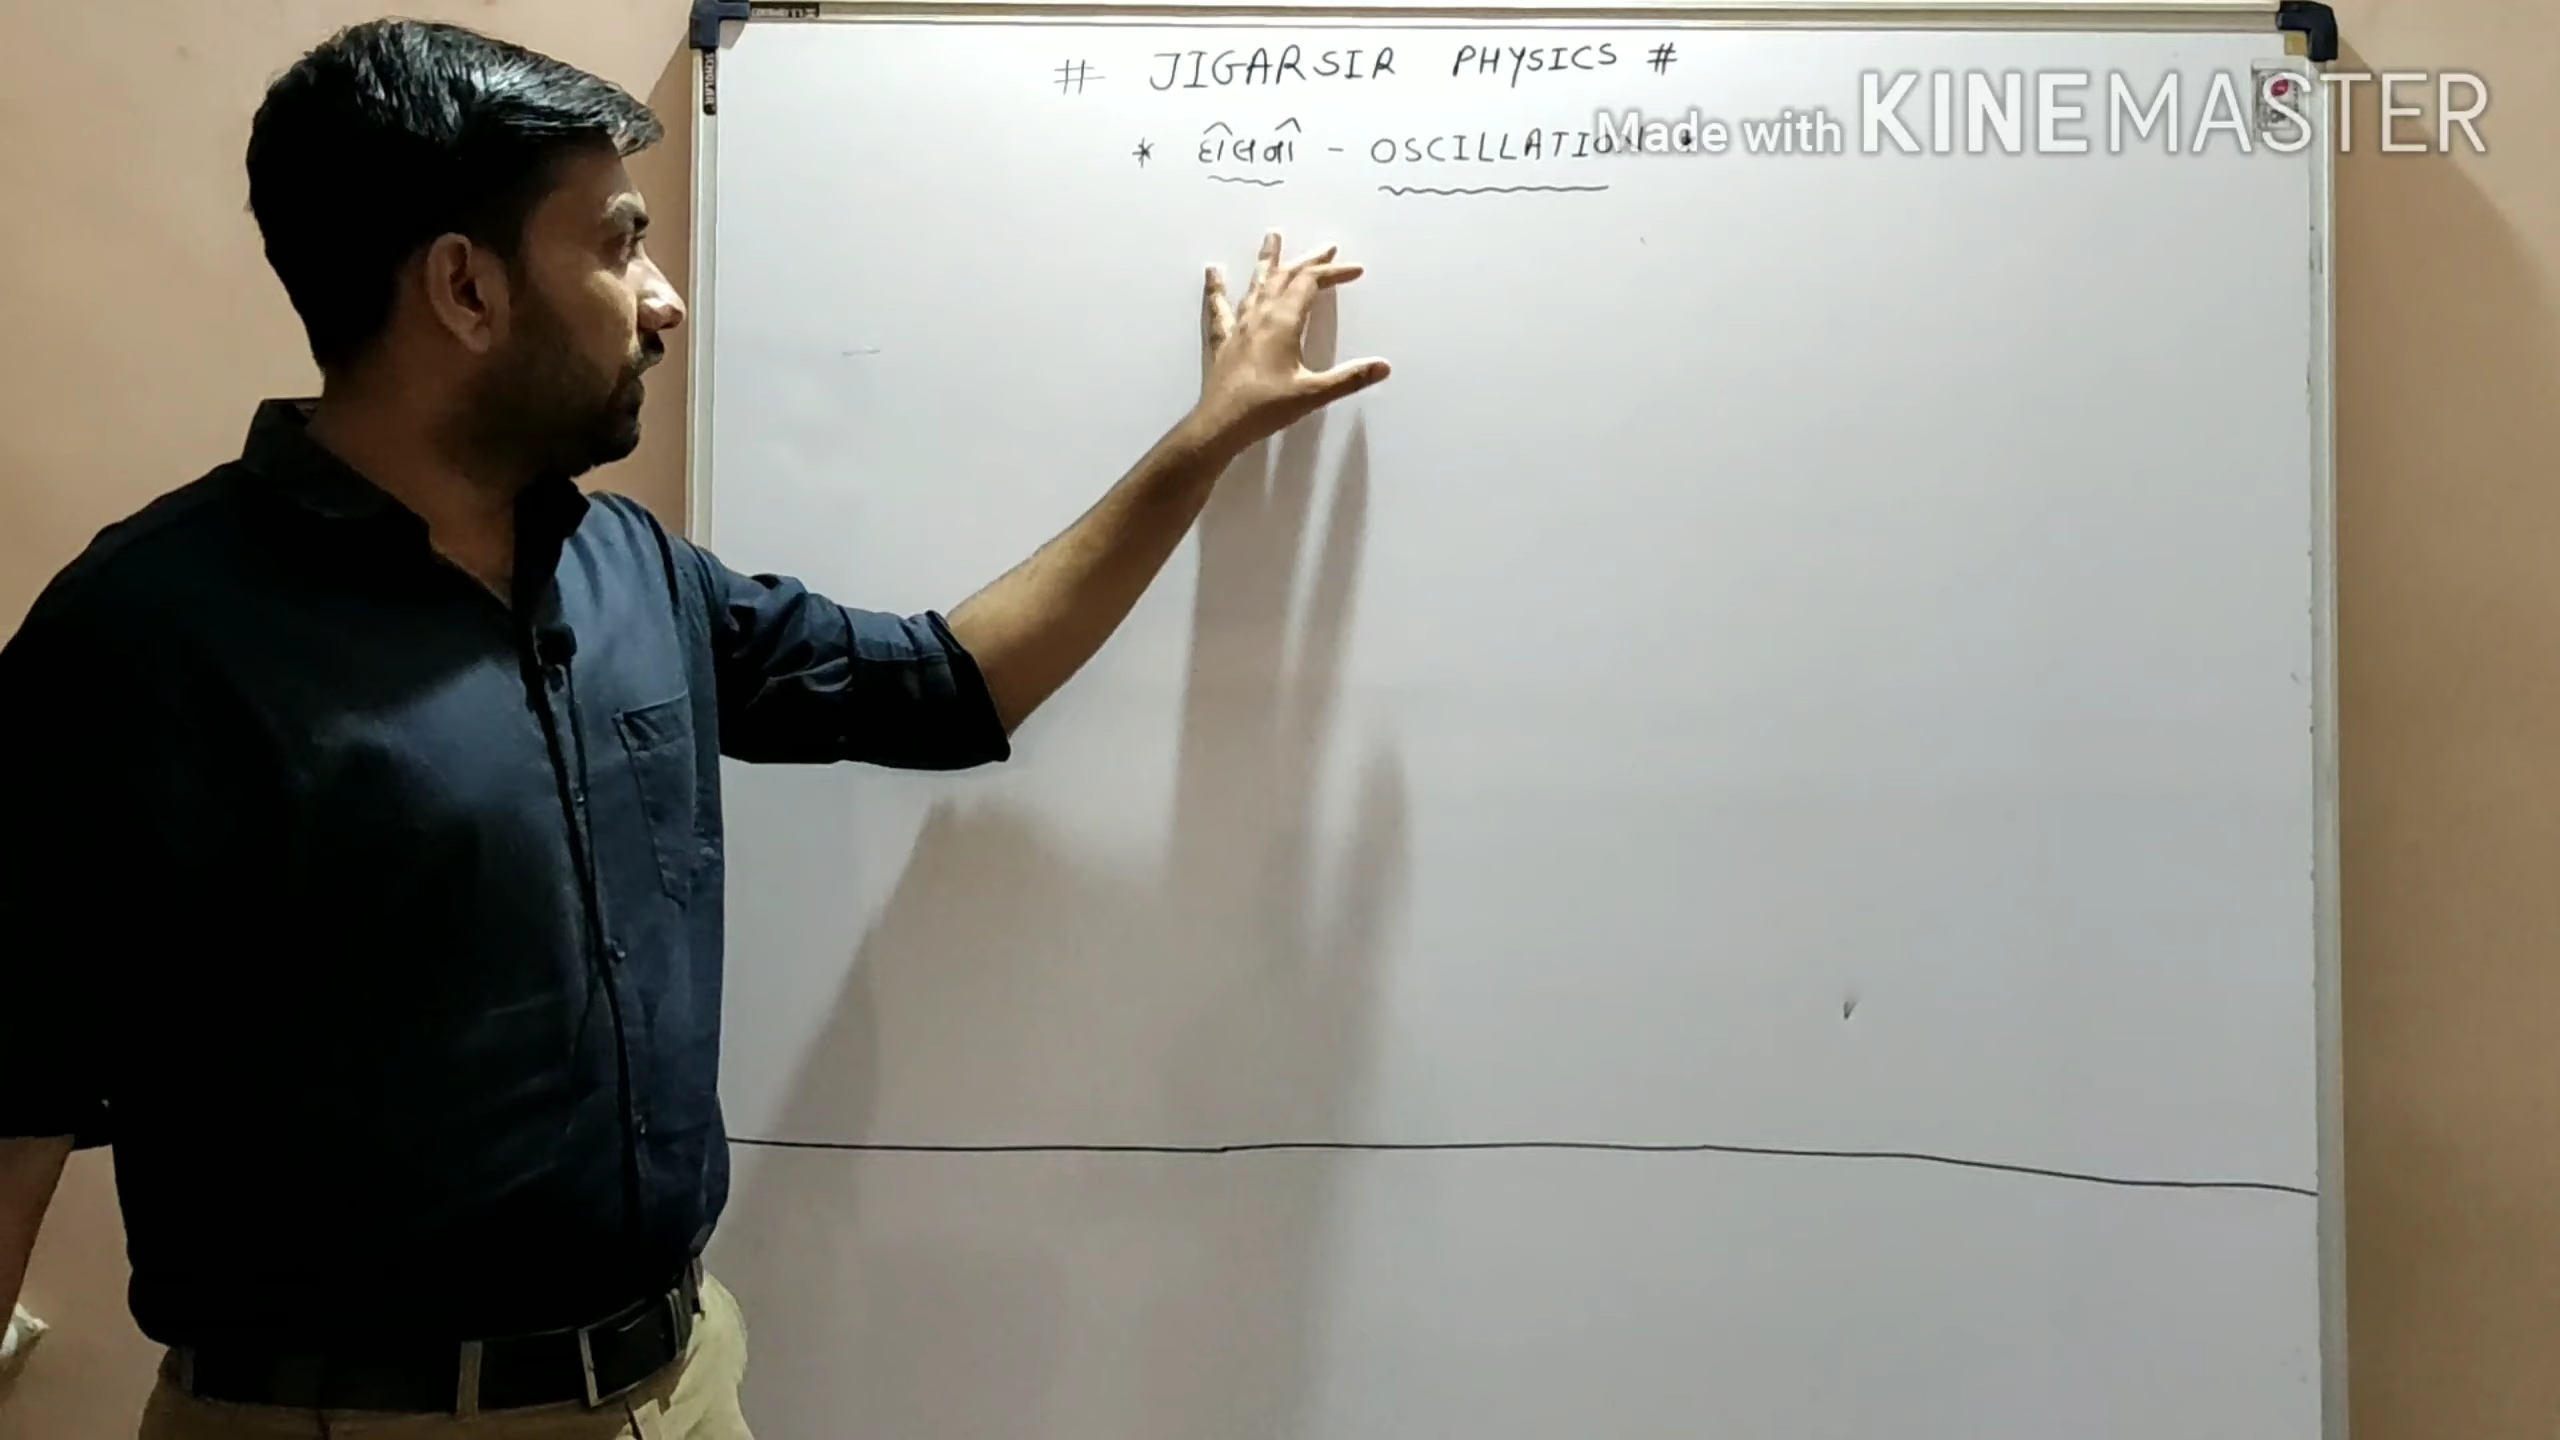 # JIGARSIR PHYSICS #
* દોલનો - OSCILLATION *
Made with KINEMASTER